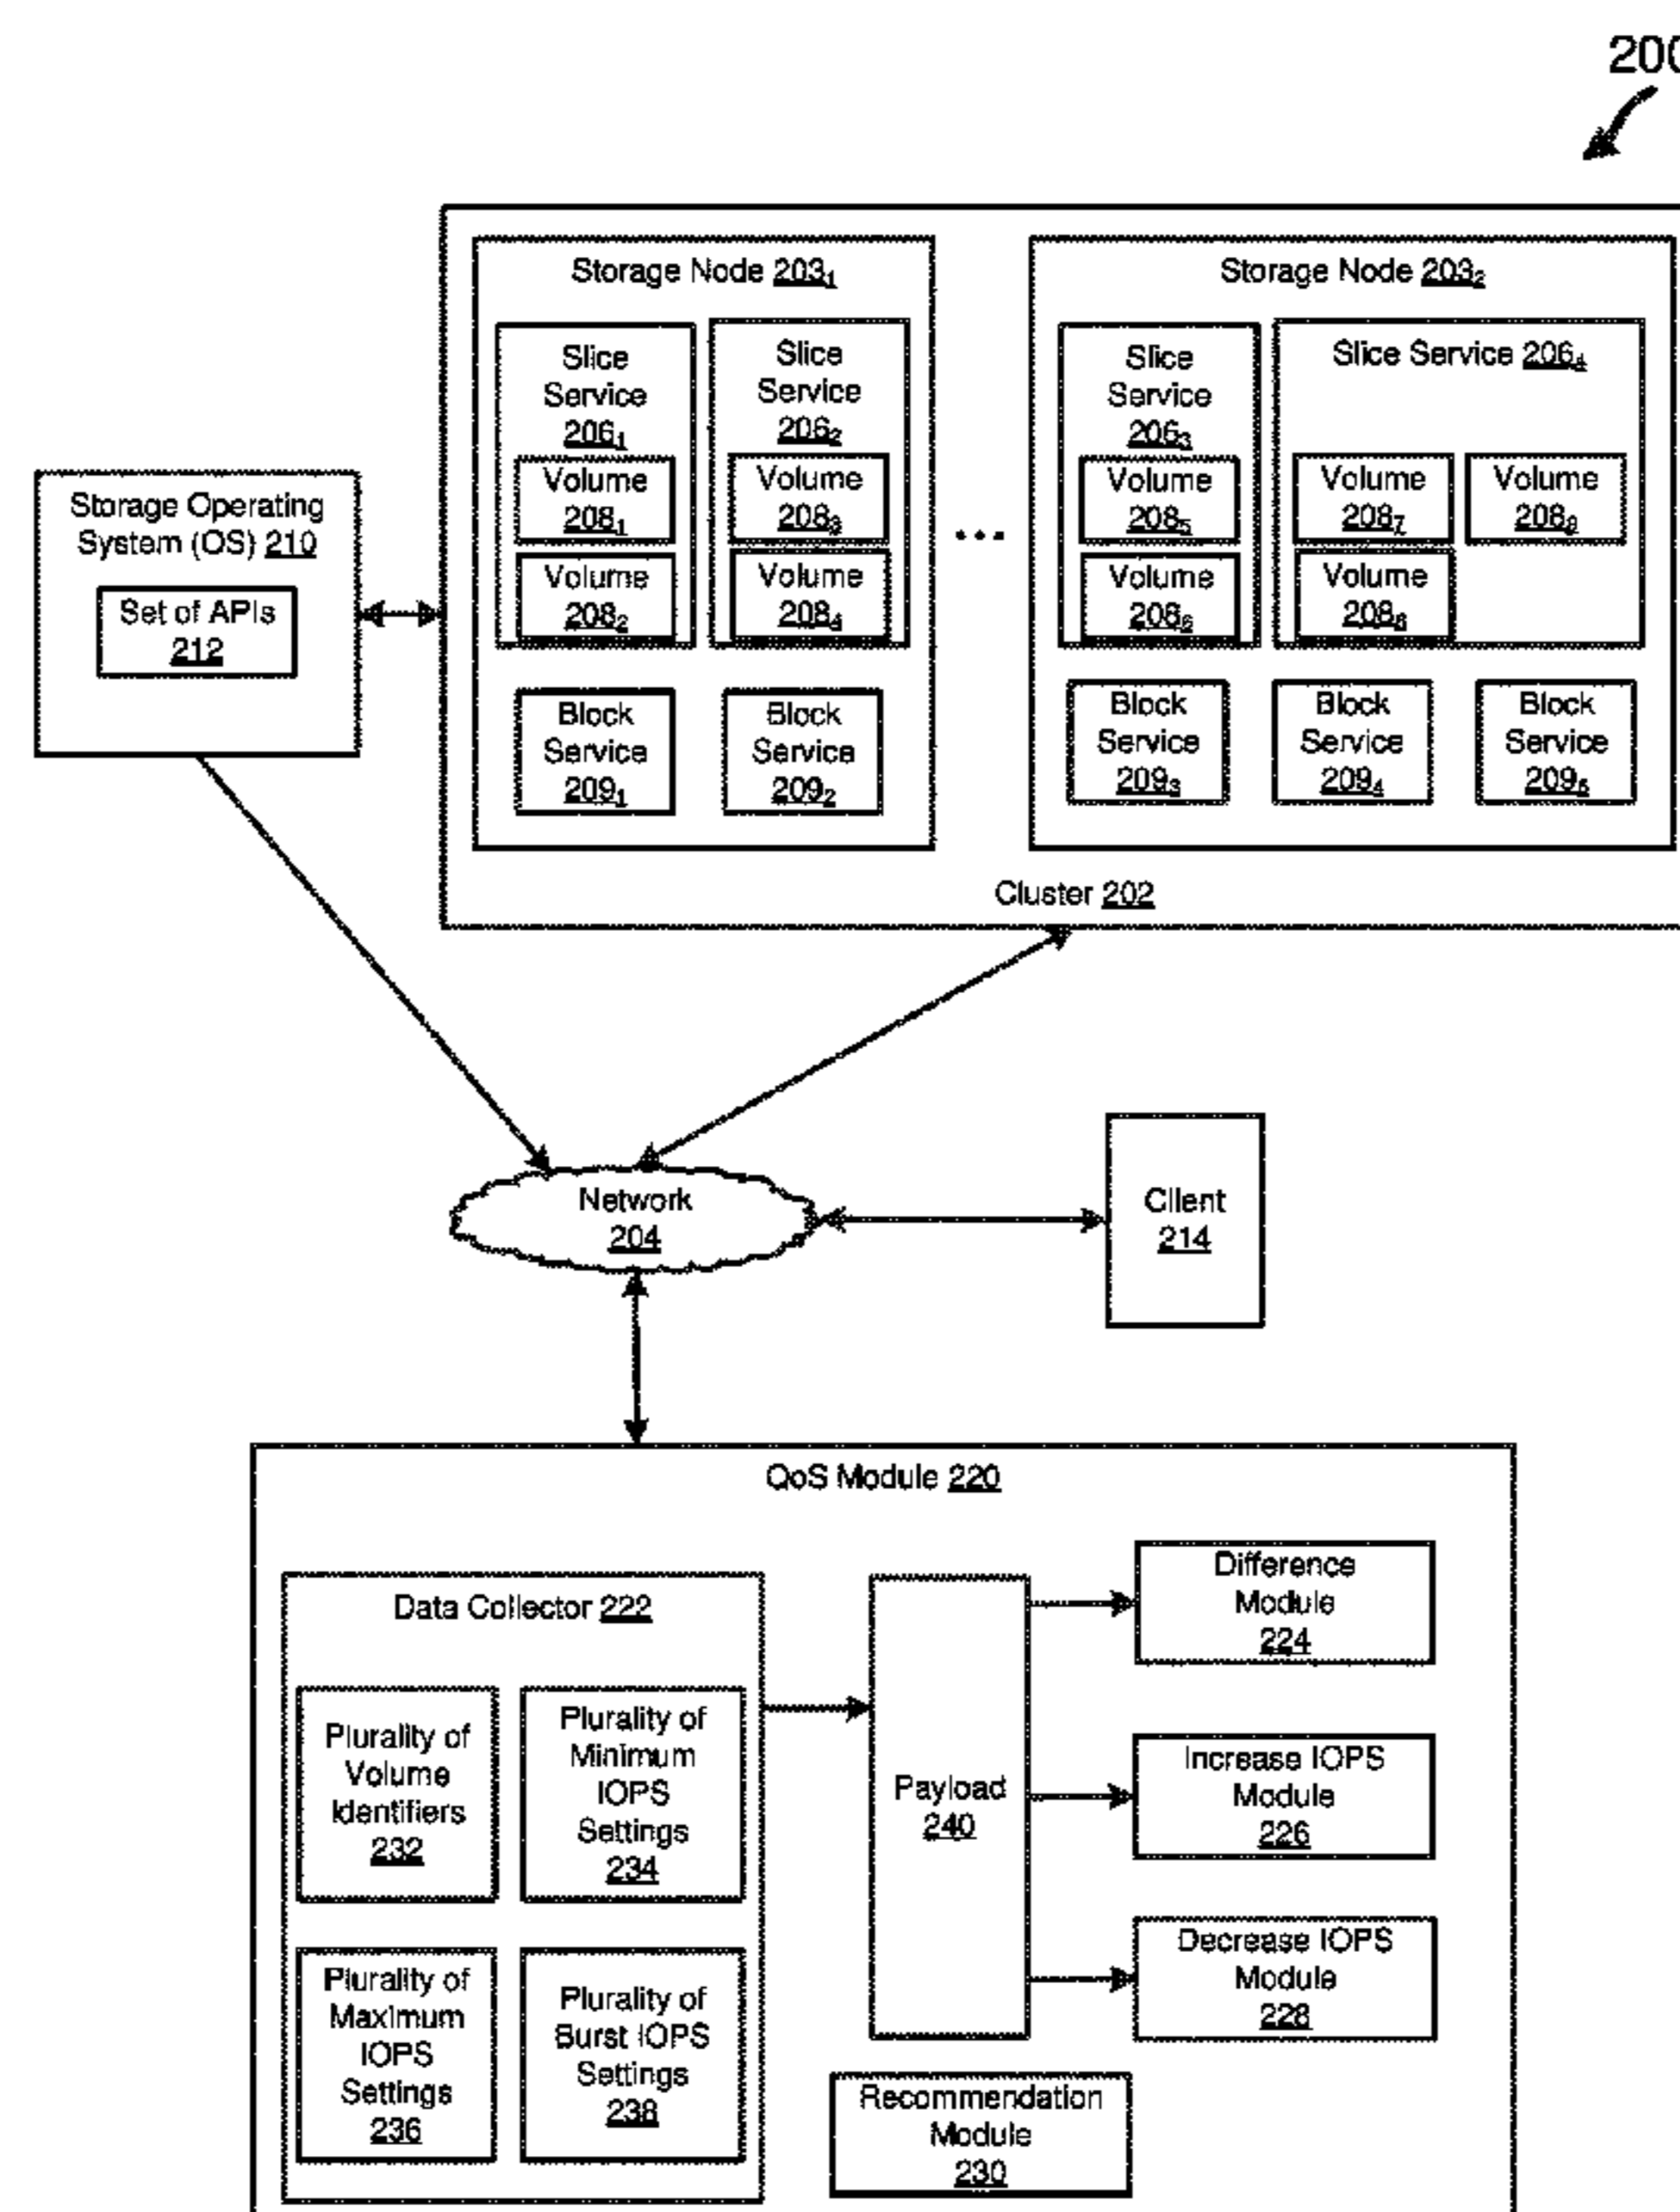 200
Storage Node 203₁
Storage Node 203₂
Slice
Service
206₁
Slice
Service
206₂
Slice
Service
206₃
Slice Service 206₄
Volume
208₁
Volume
208₂
Volume
208₃
Volume
208₄
...
Volume
208₅
Volume
208₆
Volume
208₇
Volume
Volume
Block
Service
209₁
Block
Service
209₂
Block
Service
209₃
Block
Service
209₄
Block
Service
209₅
Cluster 202
Storage Operating
System (OS) 210
Set of APIs
212
Network
204
Client
214
QoS Module 220
Data Collector 222
Plurality of
Volume
Identifiers
232
Plurality of
Minimum
IOPS
Settings
234
Plurality of
Maximum
IOPS
Settings
236
Plurality of
Burst IOPS
Settings
238
Payload
240
Difference
Module
224
Increase IOPS
Module
226
Decrease IOPS
Module
228
Recommendation
Module
230